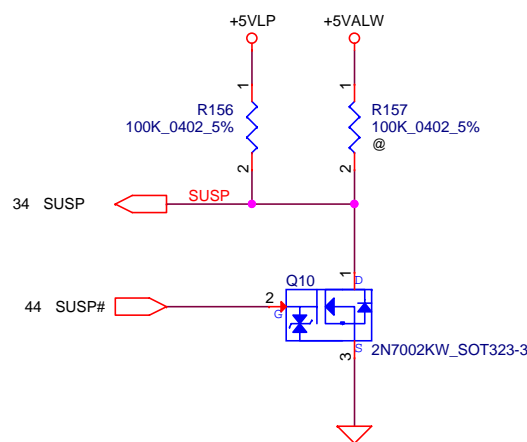 +5VLP +5VALW
1 1
R156 R157
100K_0402_5% 100K_0402_5%
@
2 2
34 SUSP SUSP
1 D
Q10
44 SUSP# 2 G
S 2N7002KW_SOT323-3
3